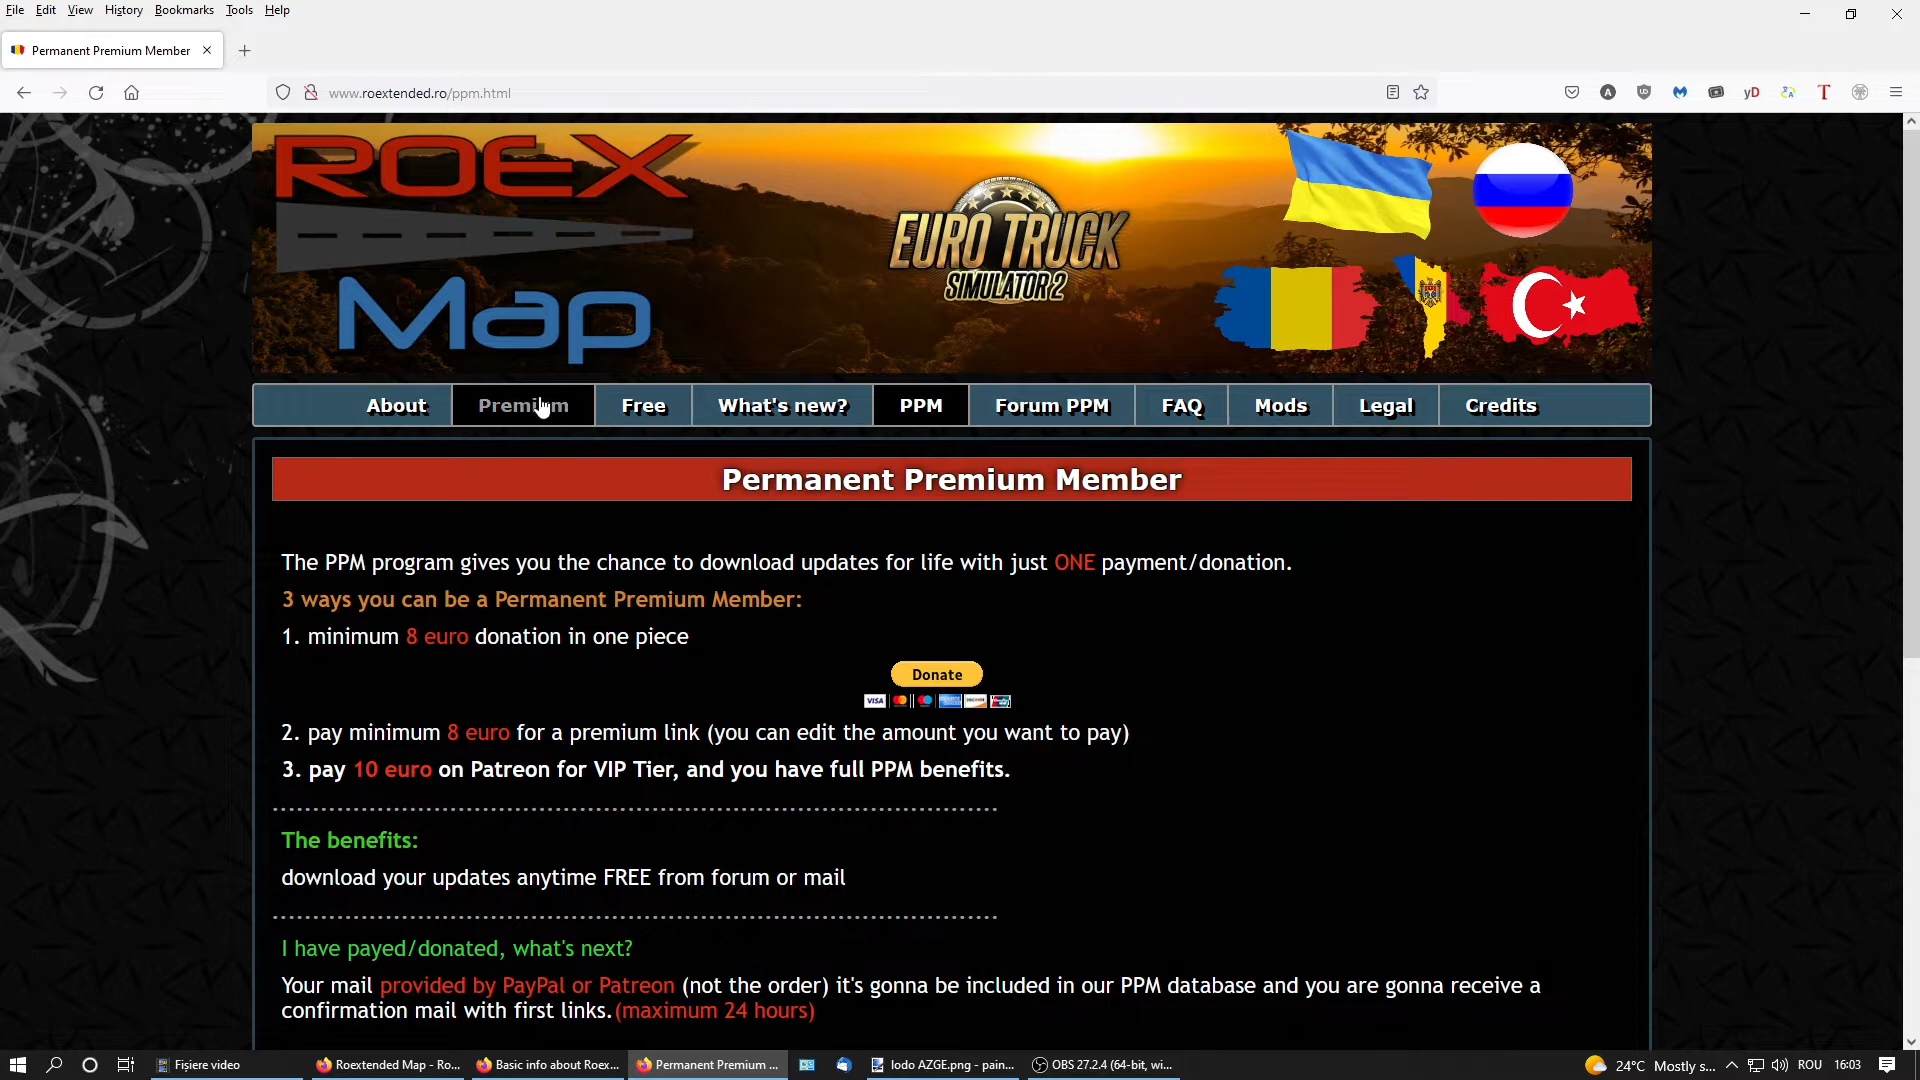 File Edit View History Bookmarks Tools Help
Permanent Premium Member
www.roextended.ro/ppm.html
ROEX
Map
EURO TRUCK
SIMULATOR 2
About Premium Free What's new? PPM Forum PPM FAQ Mods Legal Credits
Permanent Premium Member
The PPM program gives you the chance to download updates for life with just ONE payment/donation.
3 ways you can be a Permanent Premium Member:
1. minimum 8 euro donation in one piece
Donate
VISA
2. pay minimum 8 euro for a premium link (you can edit the amount you want to pay)
3. pay 10 euro on Patreon for VIP Tier, and you have full PPM benefits.
The benefits:
download your updates anytime FREE from forum or mail
I have payed/donated, what's next?
Your mail provided by PayPal or Patreon (not the order) it's gonna be included in our PPM database and you are gonna receive a
confirmation mail with first links.(maximum 24 hours)
Fișiere video Roextended Map - Ro... Basic info about Roex... Permanent Premium ... lodo AZGE.png - pain... OBS 27.2.4 (64-bit, wi... 24°C Mostly s... ROU 16:03